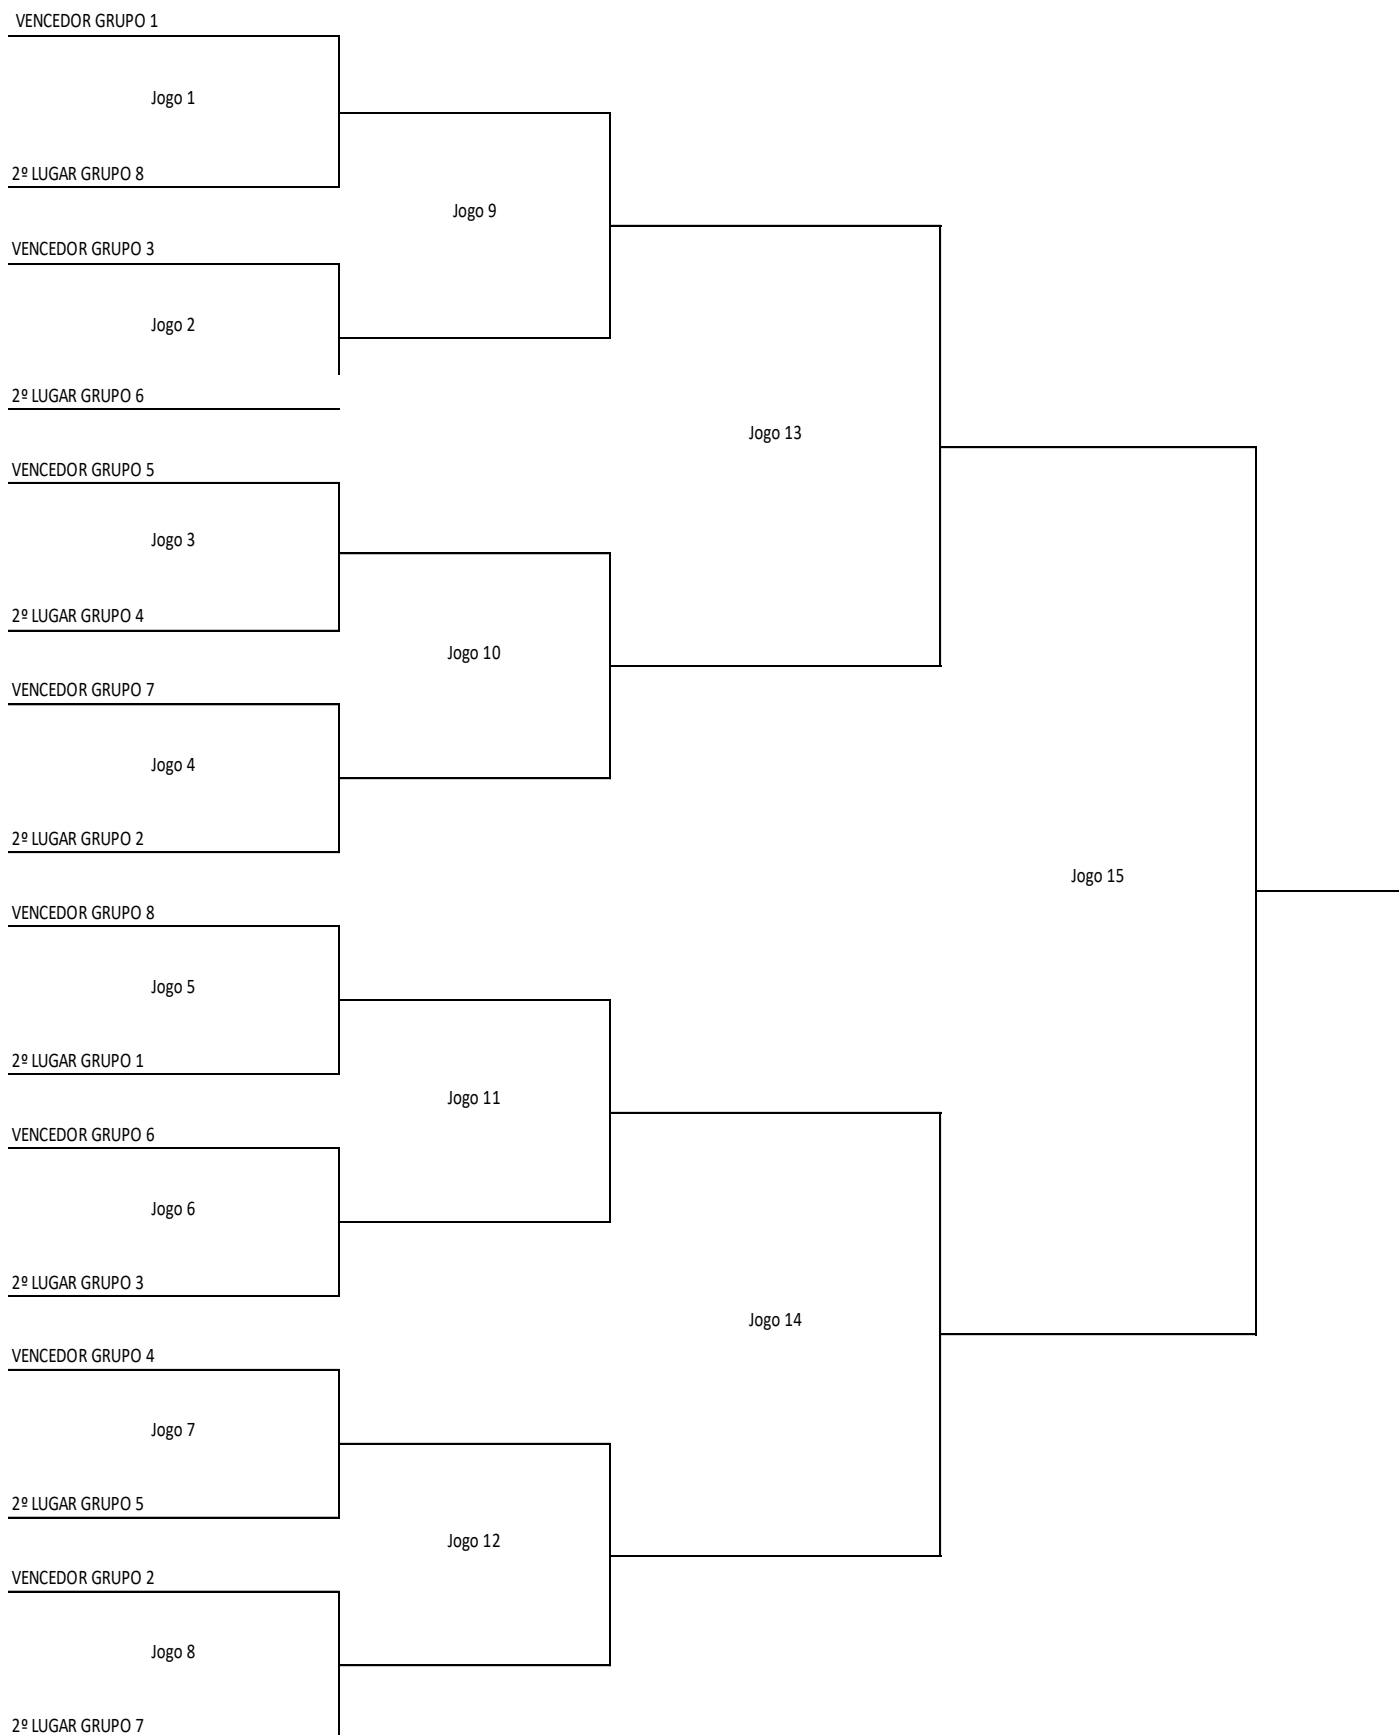 VENCEDOR GRUPO 1
Jogo 1
2º LUGAR GRUPO 8
Jogo 9
VENCEDOR GRUPO 3
Jogo 2
2º LUGAR GRUPO 6
Jogo 13
VENCEDOR GRUPO 5
Jogo 3
2º LUGAR GRUPO 4
Jogo 10
VENCEDOR GRUPO 7
Jogo 4
2º LUGAR GRUPO 2
Jogo 15
VENCEDOR GRUPO 8
Jogo 5
2º LUGAR GRUPO 1
Jogo 11
VENCEDOR GRUPO 6
Jogo 6
2º LUGAR GRUPO 3
Jogo 14
VENCEDOR GRUPO 4
Jogo 7
2º LUGAR GRUPO 5
Jogo 12
VENCEDOR GRUPO 2
Jogo 8
2º LUGAR GRUPO 7